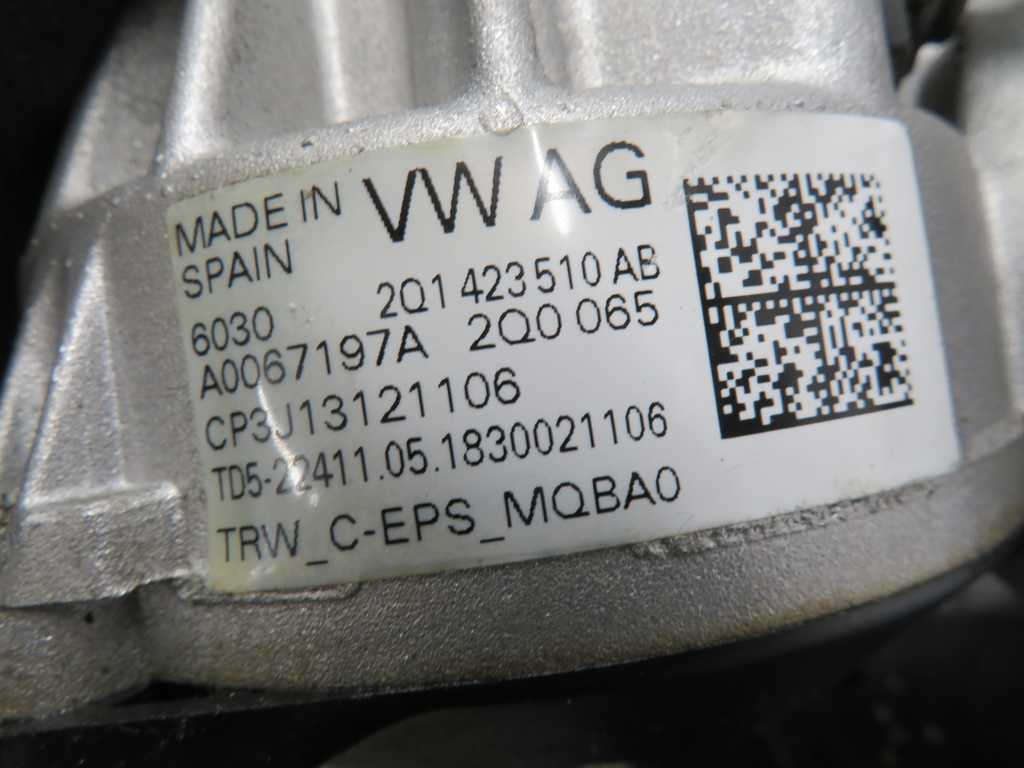 MADE IN VW AG
SPAIN
6030 2Q1 423 510 AB
A0067197A 2Q0 065
CP3J13121106
TD5-22411.05.1830021106
TRW_C-EPS_MQBA0